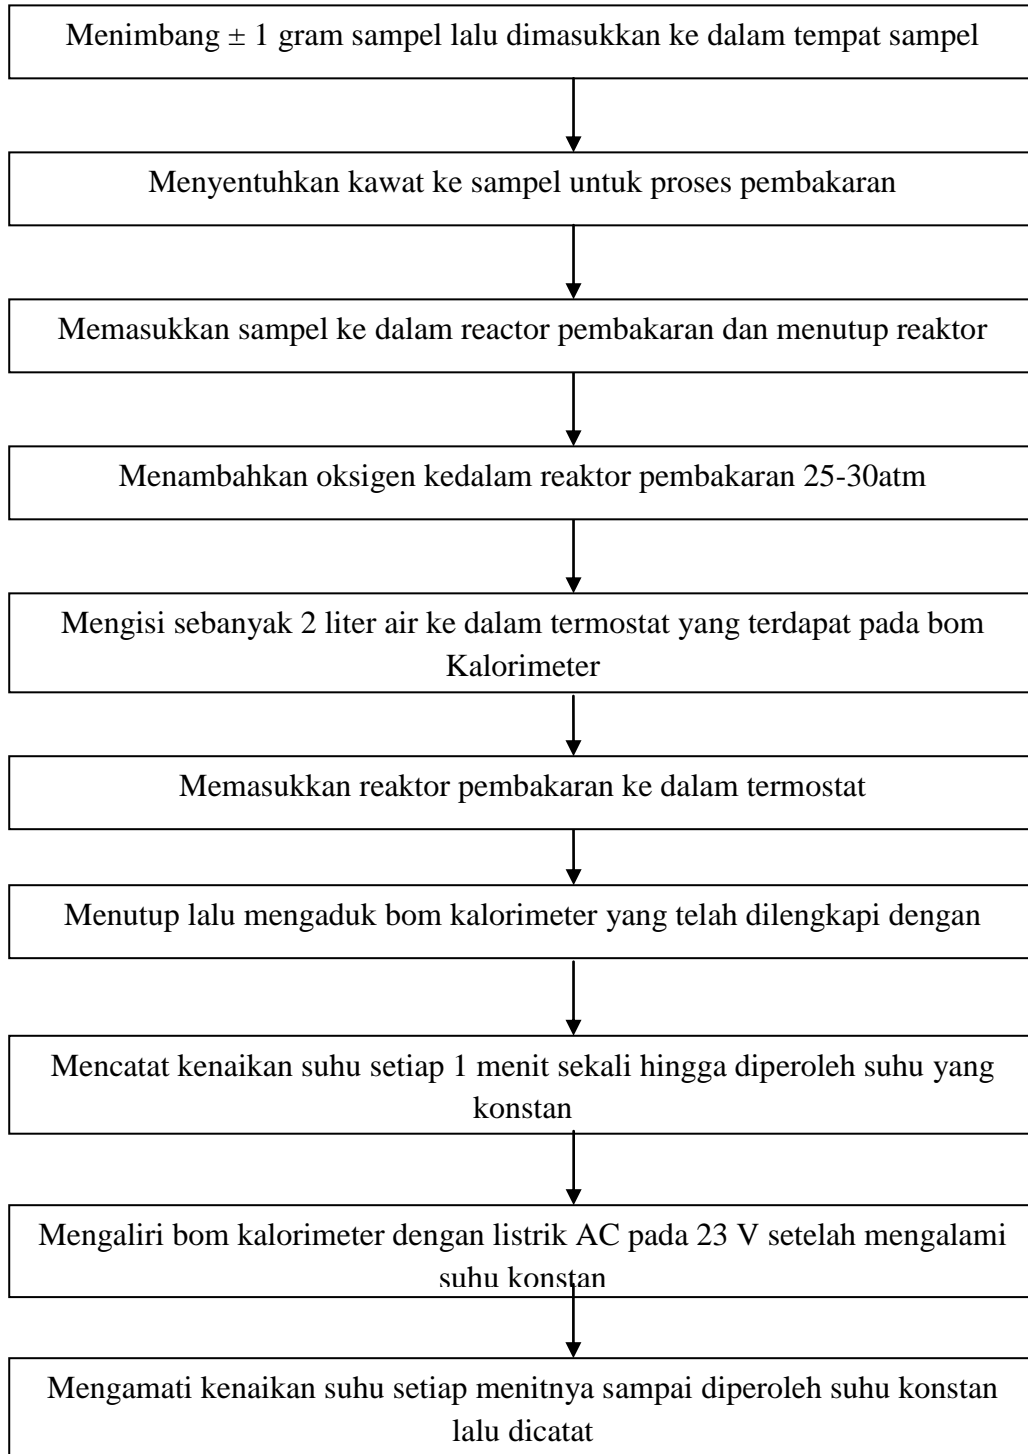 Menimbang ± 1 gram sampel lalu dimasukkan ke dalam tempat sampel
Menyentuhkan kawat ke sampel untuk proses pembakaran
Memasukkan sampel ke dalam reactor pembakaran dan menutup reaktor
Menambahkan oksigen kedalam reaktor pembakaran 25-30atm
Mengisi sebanyak 2 liter air ke dalam termostat yang terdapat pada bom
Kalorimeter
Memasukkan reaktor pembakaran ke dalam termostat
Menutup lalu mengaduk bom kalorimeter yang telah dilengkapi dengan
Mencatat kenaikan suhu setiap 1 menit sekali hingga diperoleh suhu yang
konstan
Mengaliri bom kalorimeter dengan listrik AC pada 23 V setelah mengalami
suhu konstan
Mengamati kenaikan suhu setiap menitnya sampai diperoleh suhu konstan
lalu dicatat